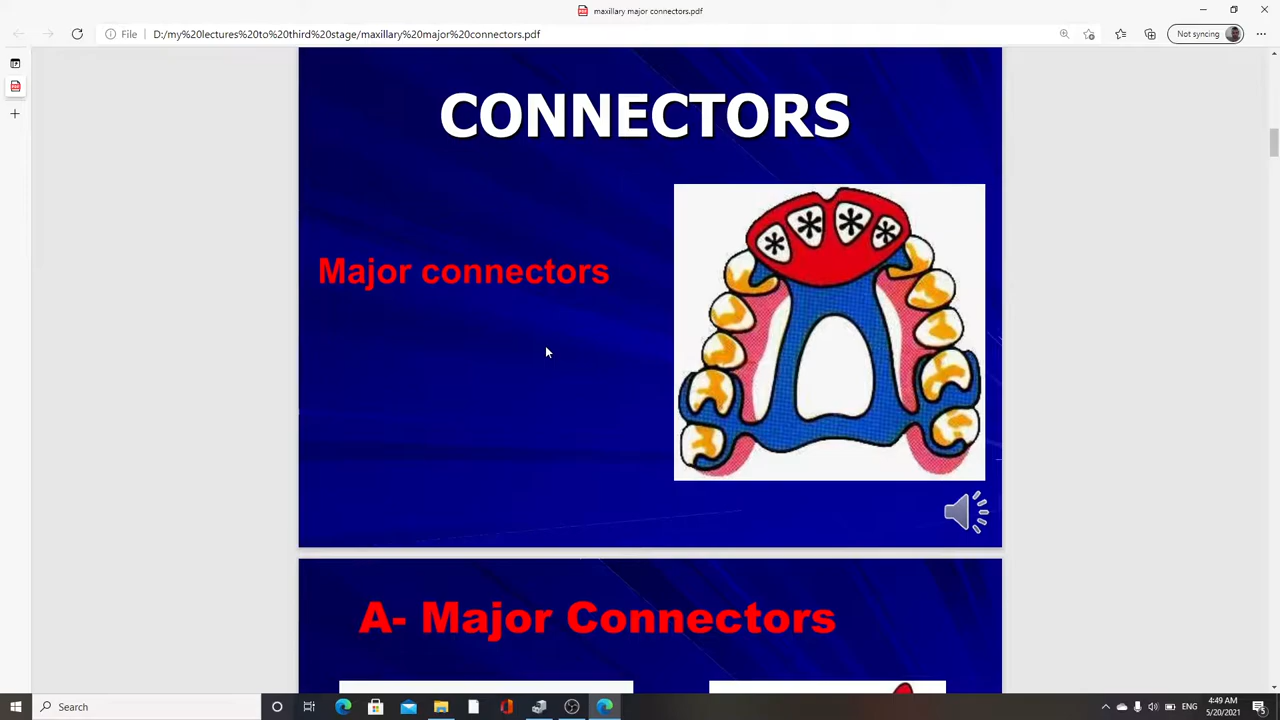 maxillary major connectors.pdf
File
D:/my%20lectures%20to%20third%20stage/maxillary%20major%20connectors.pdf
Not syncing
CONNECTORS
Major connectors
A- Major Connectors
Search
ENG
4:49 AM
5/20/2021